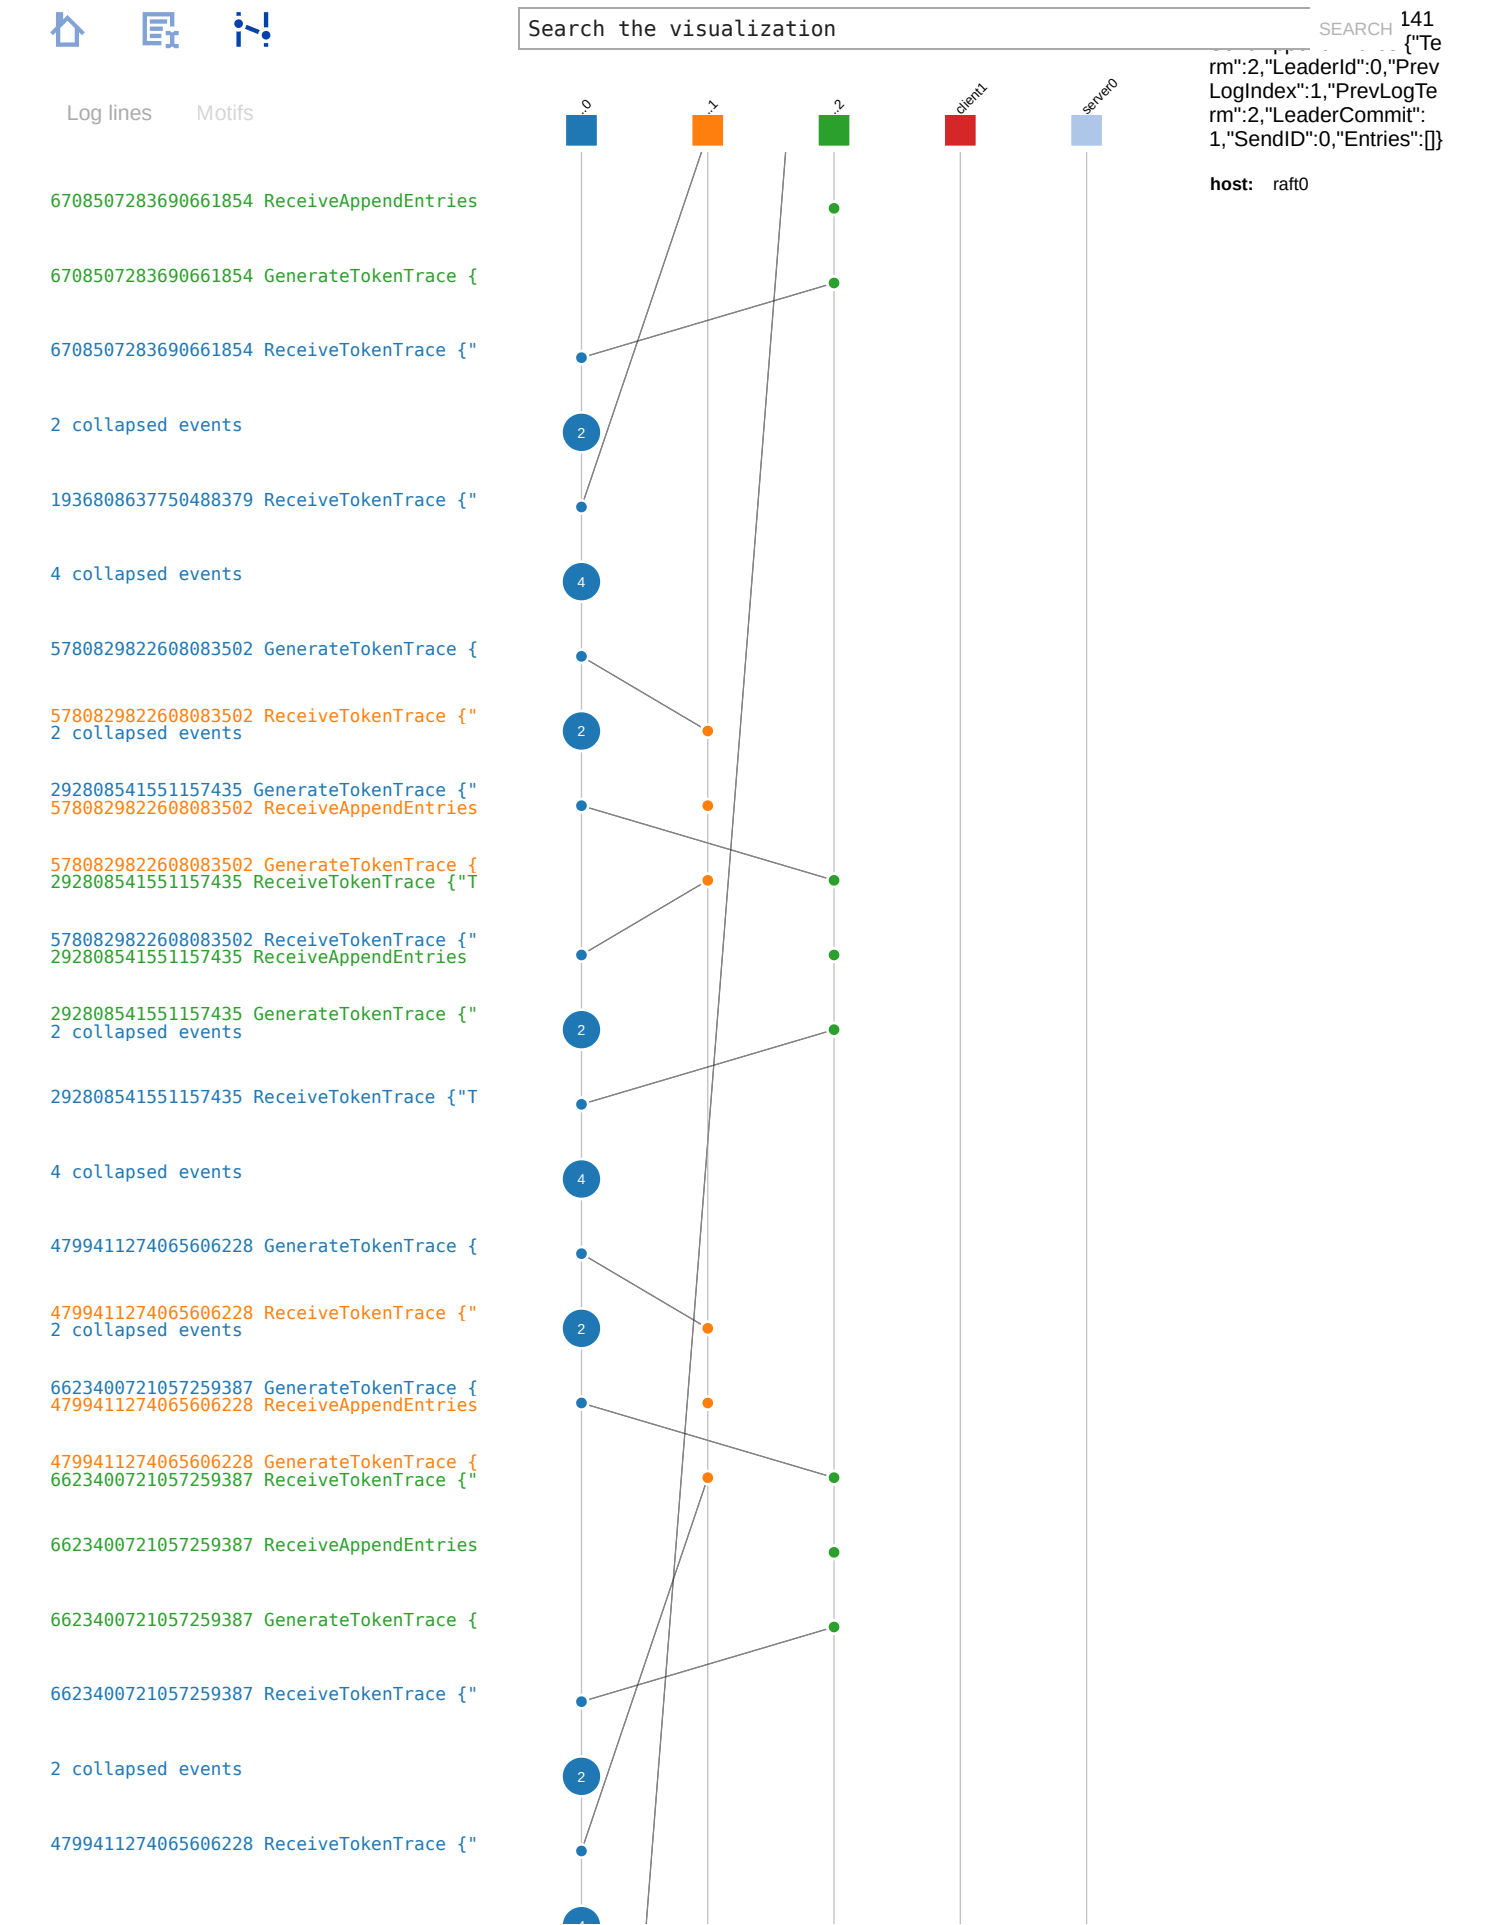 Search the visualization
SEARCH
141
{"Te
rm":2,"LeaderId":0,"Prev
LogIndex":1,"PrevLogTe
rm":2,"LeaderCommit":
1,"SendID":0,"Entries":[]}
host: raft0
Log lines Motifs
..0 ..1 ..2 client1 server0
6708507283690661854 ReceiveAppendEntries
6708507283690661854 GenerateTokenTrace {
6708507283690661854 ReceiveTokenTrace {"
2 collapsed events
2
1936808637750488379 ReceiveTokenTrace {"
4 collapsed events
4
5780829822608083502 GenerateTokenTrace {
5780829822608083502 ReceiveTokenTrace {"
2 collapsed events
2
292808541551157435 GenerateTokenTrace {"
5780829822608083502 ReceiveAppendEntries
5780829822608083502 GenerateTokenTrace {
292808541551157435 ReceiveTokenTrace {"T
5780829822608083502 ReceiveTokenTrace {"
292808541551157435 ReceiveAppendEntries
292808541551157435 GenerateTokenTrace {"
2 collapsed events
2
292808541551157435 ReceiveTokenTrace {"T
4 collapsed events
4
4799411274065606228 GenerateTokenTrace {
4799411274065606228 ReceiveTokenTrace {"
2 collapsed events
2
6623400721057259387 GenerateTokenTrace {
4799411274065606228 ReceiveAppendEntries
4799411274065606228 GenerateTokenTrace {
6623400721057259387 ReceiveTokenTrace {"
6623400721057259387 ReceiveAppendEntries
6623400721057259387 GenerateTokenTrace {
6623400721057259387 ReceiveTokenTrace {"
2 collapsed events
2
4799411274065606228 ReceiveTokenTrace {"